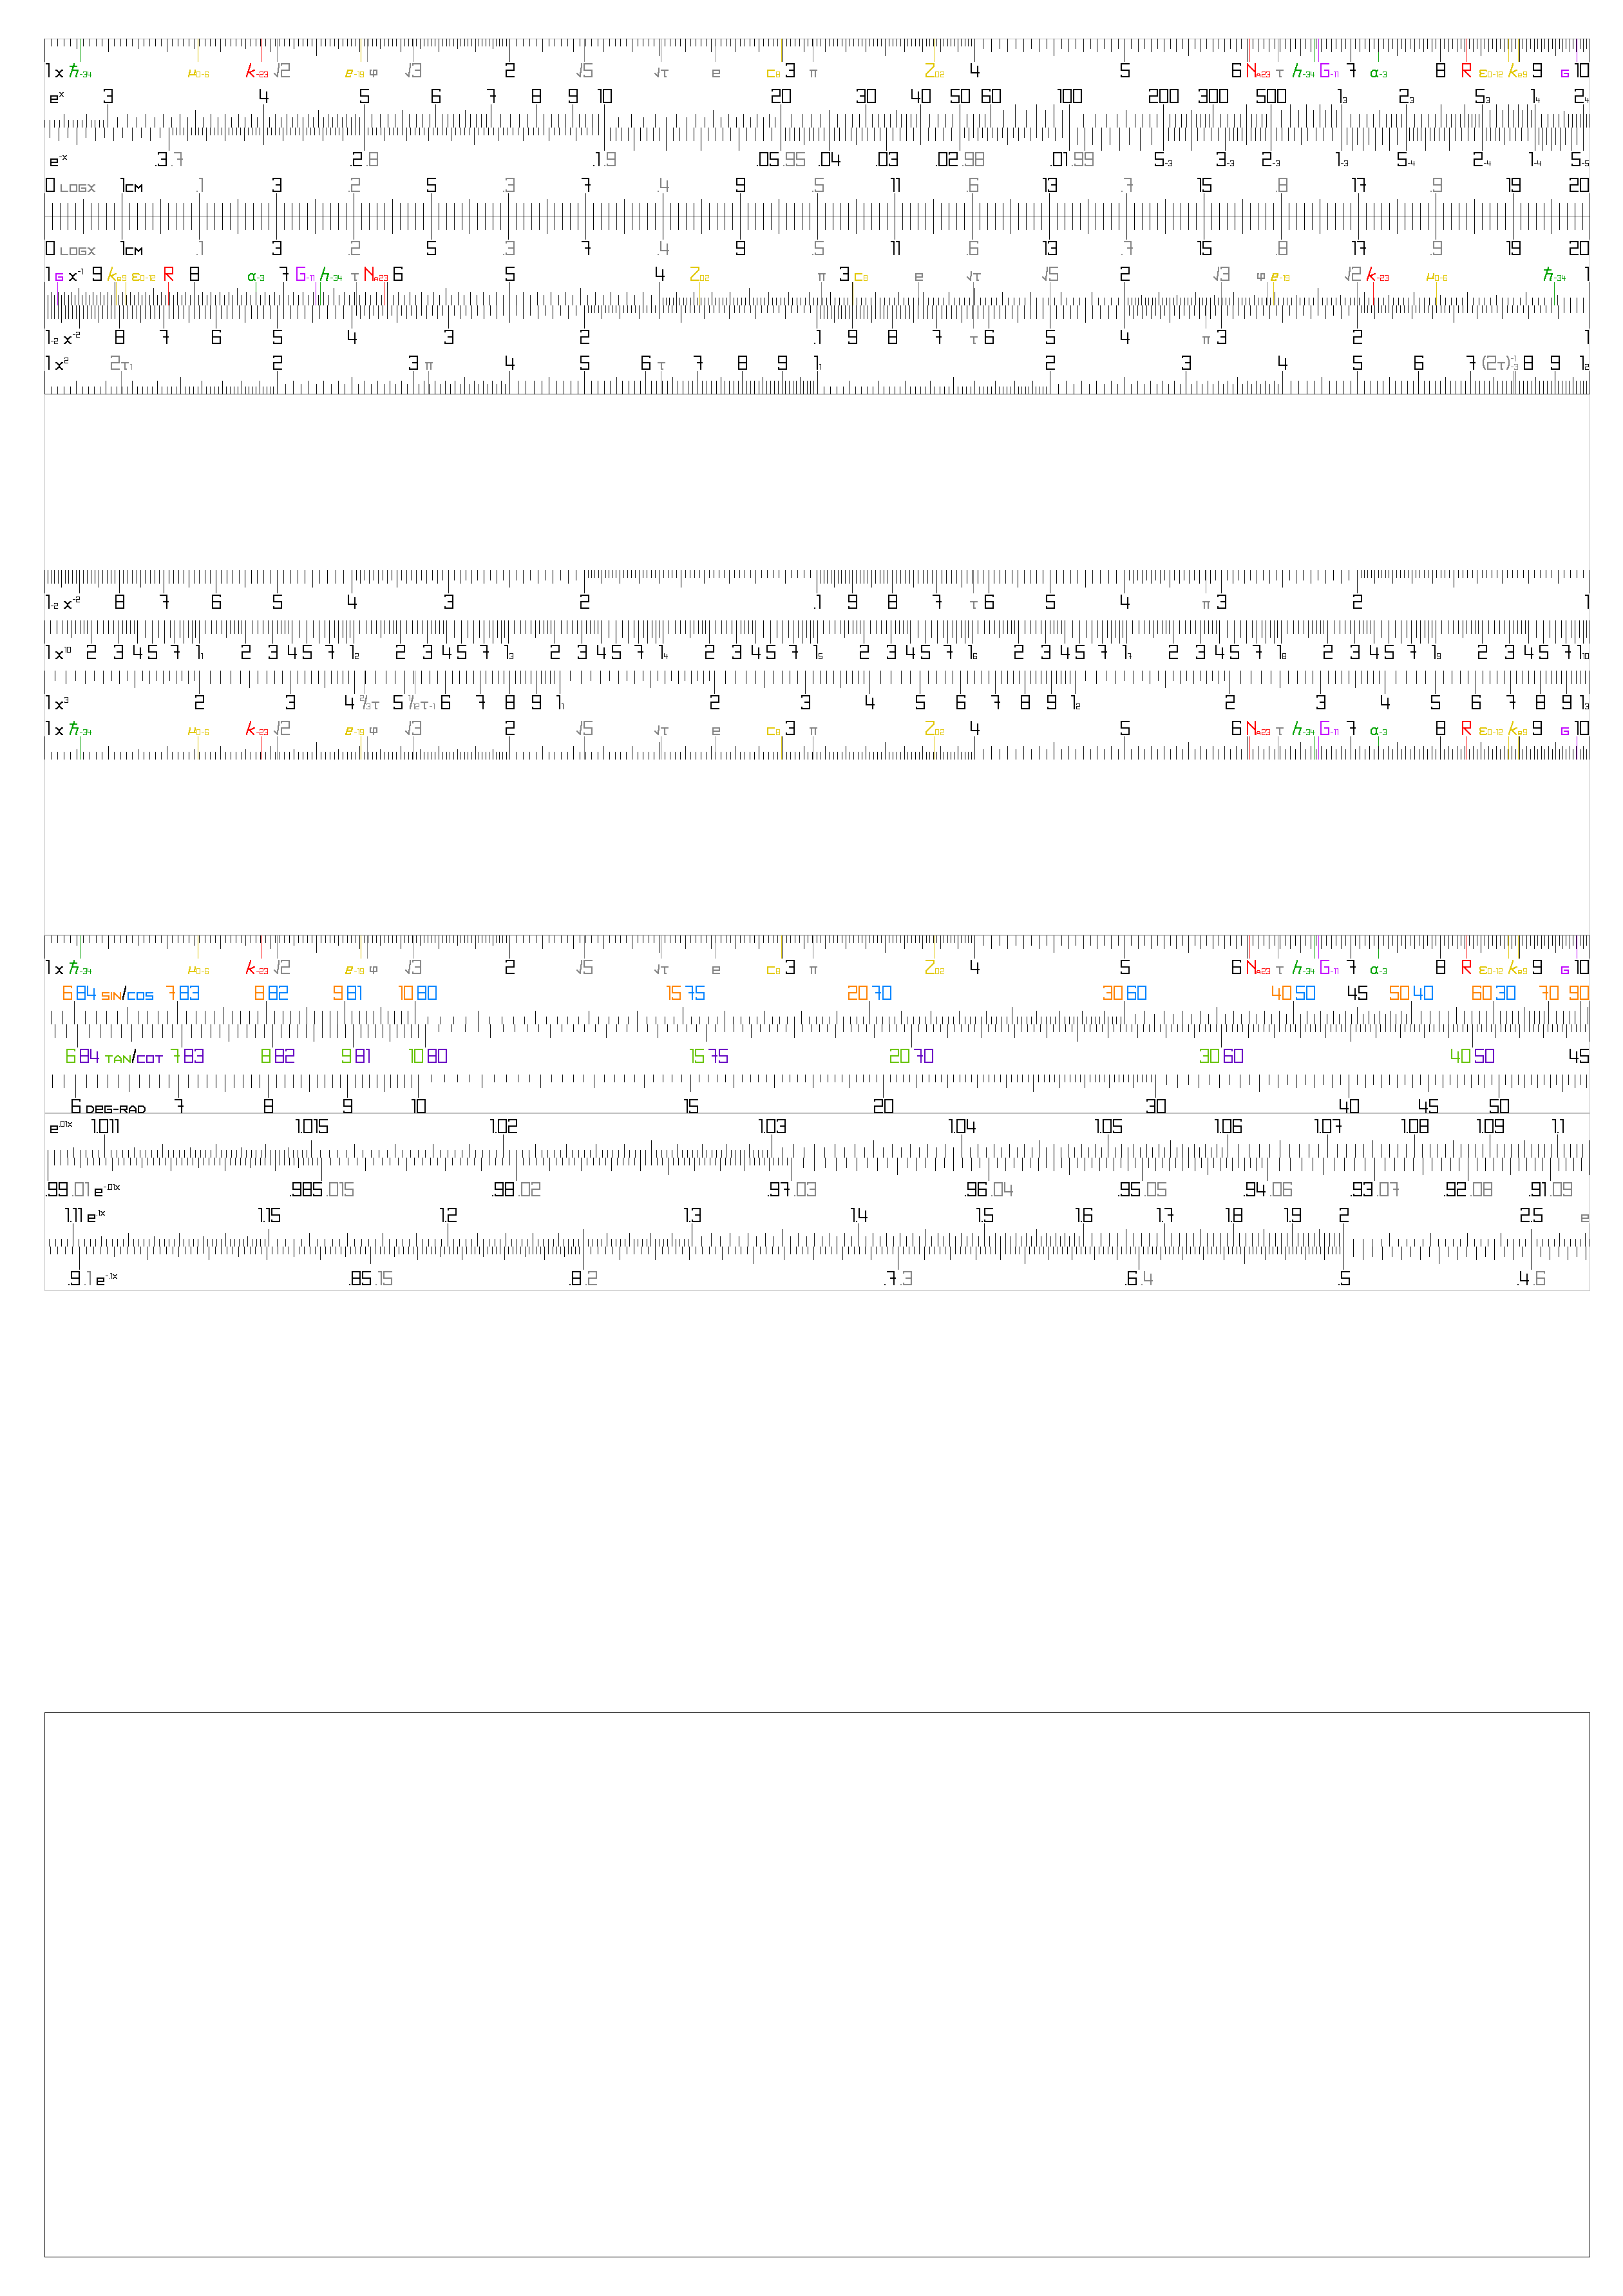 1 x ħ-34 μ0-6 k-23 √2 e-19 φ √3 2 √5 √τ e c8 3 π Z02 4 5 6 NA23 τ h-34 G-11 7 α-3 8 R ε0-12 ke9 9 G 10
eˣ 3 4 5 6 7 8 9 10 20 30 40 50 60 100 200 300 500 1₃ 2₃ 5₃ 1₄ 2₄
e⁻ˣ .3 .7 .2 .8 .1 .9 .05 .95 .04 .03 .02 .98 .01 .99 5-3 3-3 2-3 1-3 5-4 2-4 1-4 5-5
0 LOGX 1CM .1 3 .2 5 .3 7 .4 9 .5 11 .6 13 .7 15 .8 17 .9 19 20
0 LOGX 1CM .1 3 .2 5 .3 7 .4 9 .5 11 .6 13 .7 15 .8 17 .9 19 20
1 G x⁻¹ 9 ke9 ε0-12 R 8 α-3 7 G-11 h-34 τ NA23 6 5 4 Z02 π 3 c8 e √τ √5 2 √3 φ e-19 √2 k-23 μ0-6 ħ-34 1
1-2 x⁻² 8 7 6 5 4 3 2 .1 9 8 7 τ 6 5 4 π 3 2 1
1 x² 2τ₁ 2 3 π 4 5 6 τ 7 8 9 1₁ 2 3 4 5 6 7 (2τ)⁻¹-3 8 9 1₂
1-2 x⁻² 8 7 6 5 4 3 2 .1 9 8 7 τ 6 5 4 π 3 2 1
1 x¹⁰ 2 3 4 5 7 1₁ 2 3 4 5 7 1₂ 2 3 4 5 7 1₃ 2 3 4 5 7 1₄ 2 3 4 5 7 1₅ 2 3 4 5 7 1₆ 2 3 4 5 7 1₇ 2 3 4 5 7 1₈ 2 3 4 5 7 1₉ 2 3 4 5 7 1₁₀
1 x³ 2 3 4 2/3τ 5 1/12τ-1 6 7 8 9 1₁ 2 3 4 5 6 7 8 9 1₂ 2 3 4 5 6 7 8 9 1₃
1 x ħ-34 μ0-6 k-23 √2 e-19 φ √3 2 √5 √τ e c8 3 π Z02 4 5 6 NA23 τ h-34 G-11 7 α-3 8 R ε0-12 ke9 9 G 10
1 x ħ-34 μ0-6 k-23 √2 e-19 φ √3 2 √5 √τ e c8 3 π Z02 4 5 6 NA23 τ h-34 G-11 7 α-3 8 R ε0-12 ke9 9 G 10
6 84 SIN/COS 7 83 8 82 9 81 10 80 15 75 20 70 30 60 40 50 45 50 40 60 30 70 90
6 84 TAN/COT 7 83 8 82 9 81 10 80 15 75 20 70 30 60 40 50 45
6 DEG-RAD 7 8 9 10 15 20 30 40 45 50
e·⁰¹ˣ 1.011 1.015 1.02 1.03 1.04 1.05 1.06 1.07 1.08 1.09 1.1
.99 .01 e⁻·⁰¹ˣ .985 .015 .98 .02 .97 .03 .96 .04 .95 .05 .94 .06 .93 .07 .92 .08 .91 .09
1.11 e·¹ˣ 1.15 1.2 1.3 1.4 1.5 1.6 1.7 1.8 1.9 2 2.5 e
.9 .1 e⁻·¹ˣ .85 .15 .8 .2 .7 .3 .6 .4 .5 .4 .6